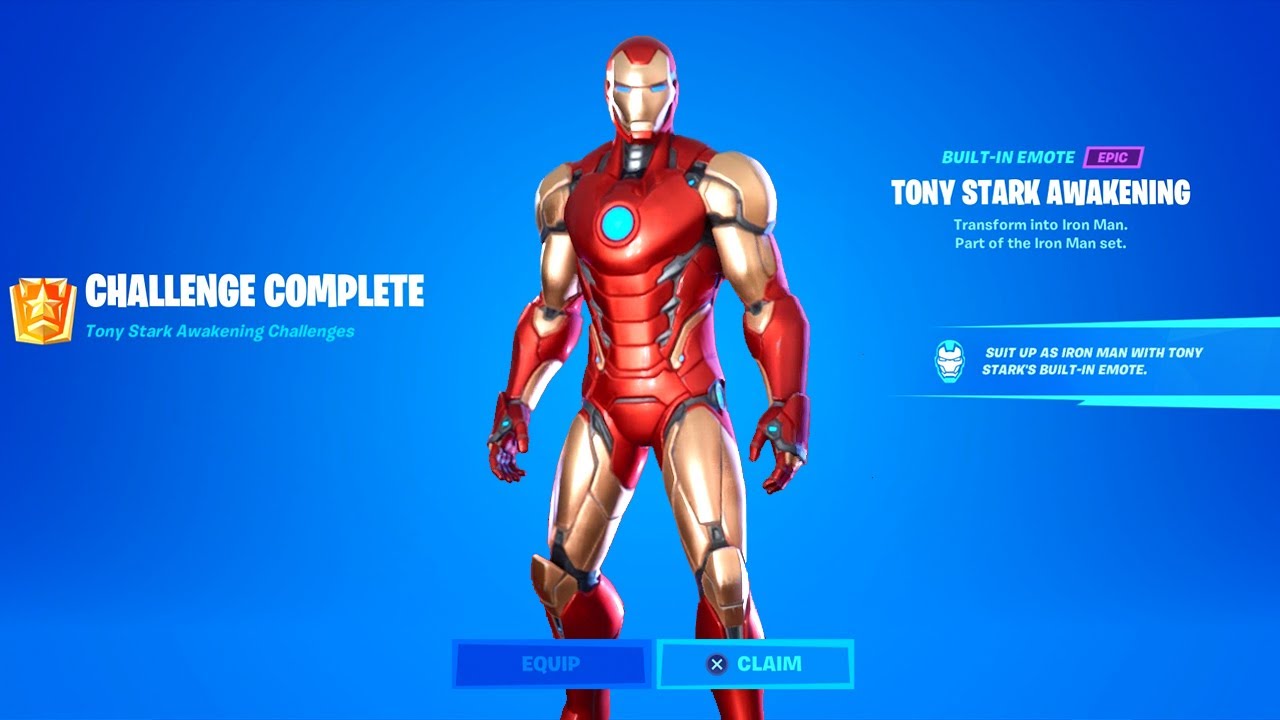 CHALLENGE COMPLETE
Tony Stark Awakening Challenges
BUILT-IN EMOTE EPIC
TONY STARK AWAKENING
Transform into Iron Man.
Part of the Iron Man set.
SUIT UP AS IRON MAN WITH TONY
STARK'S BUILT-IN EMOTE.
EQUIP
CLAIM